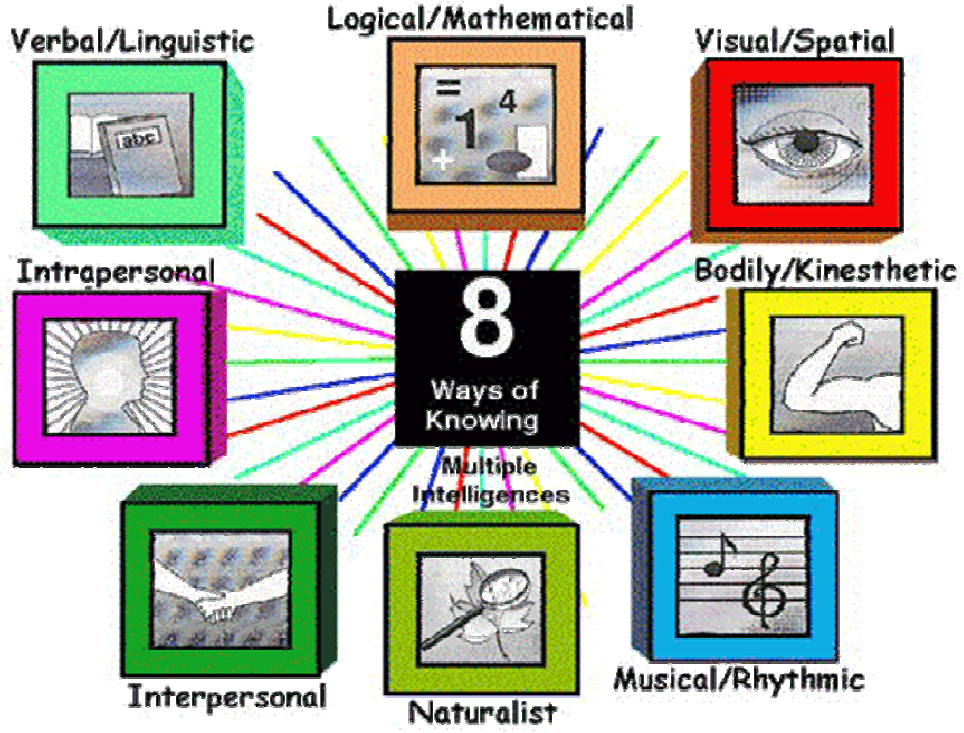 Logical/Mathematical
Verbal/Linguistic
Visual/Spatial
abc
=
4
1
+
Intrapersonal
Bodily/Kinesthetic
8
Ways of
Knowing
Multiple
Intelligences
Interpersonal
Naturalist
Musical/Rhythmic